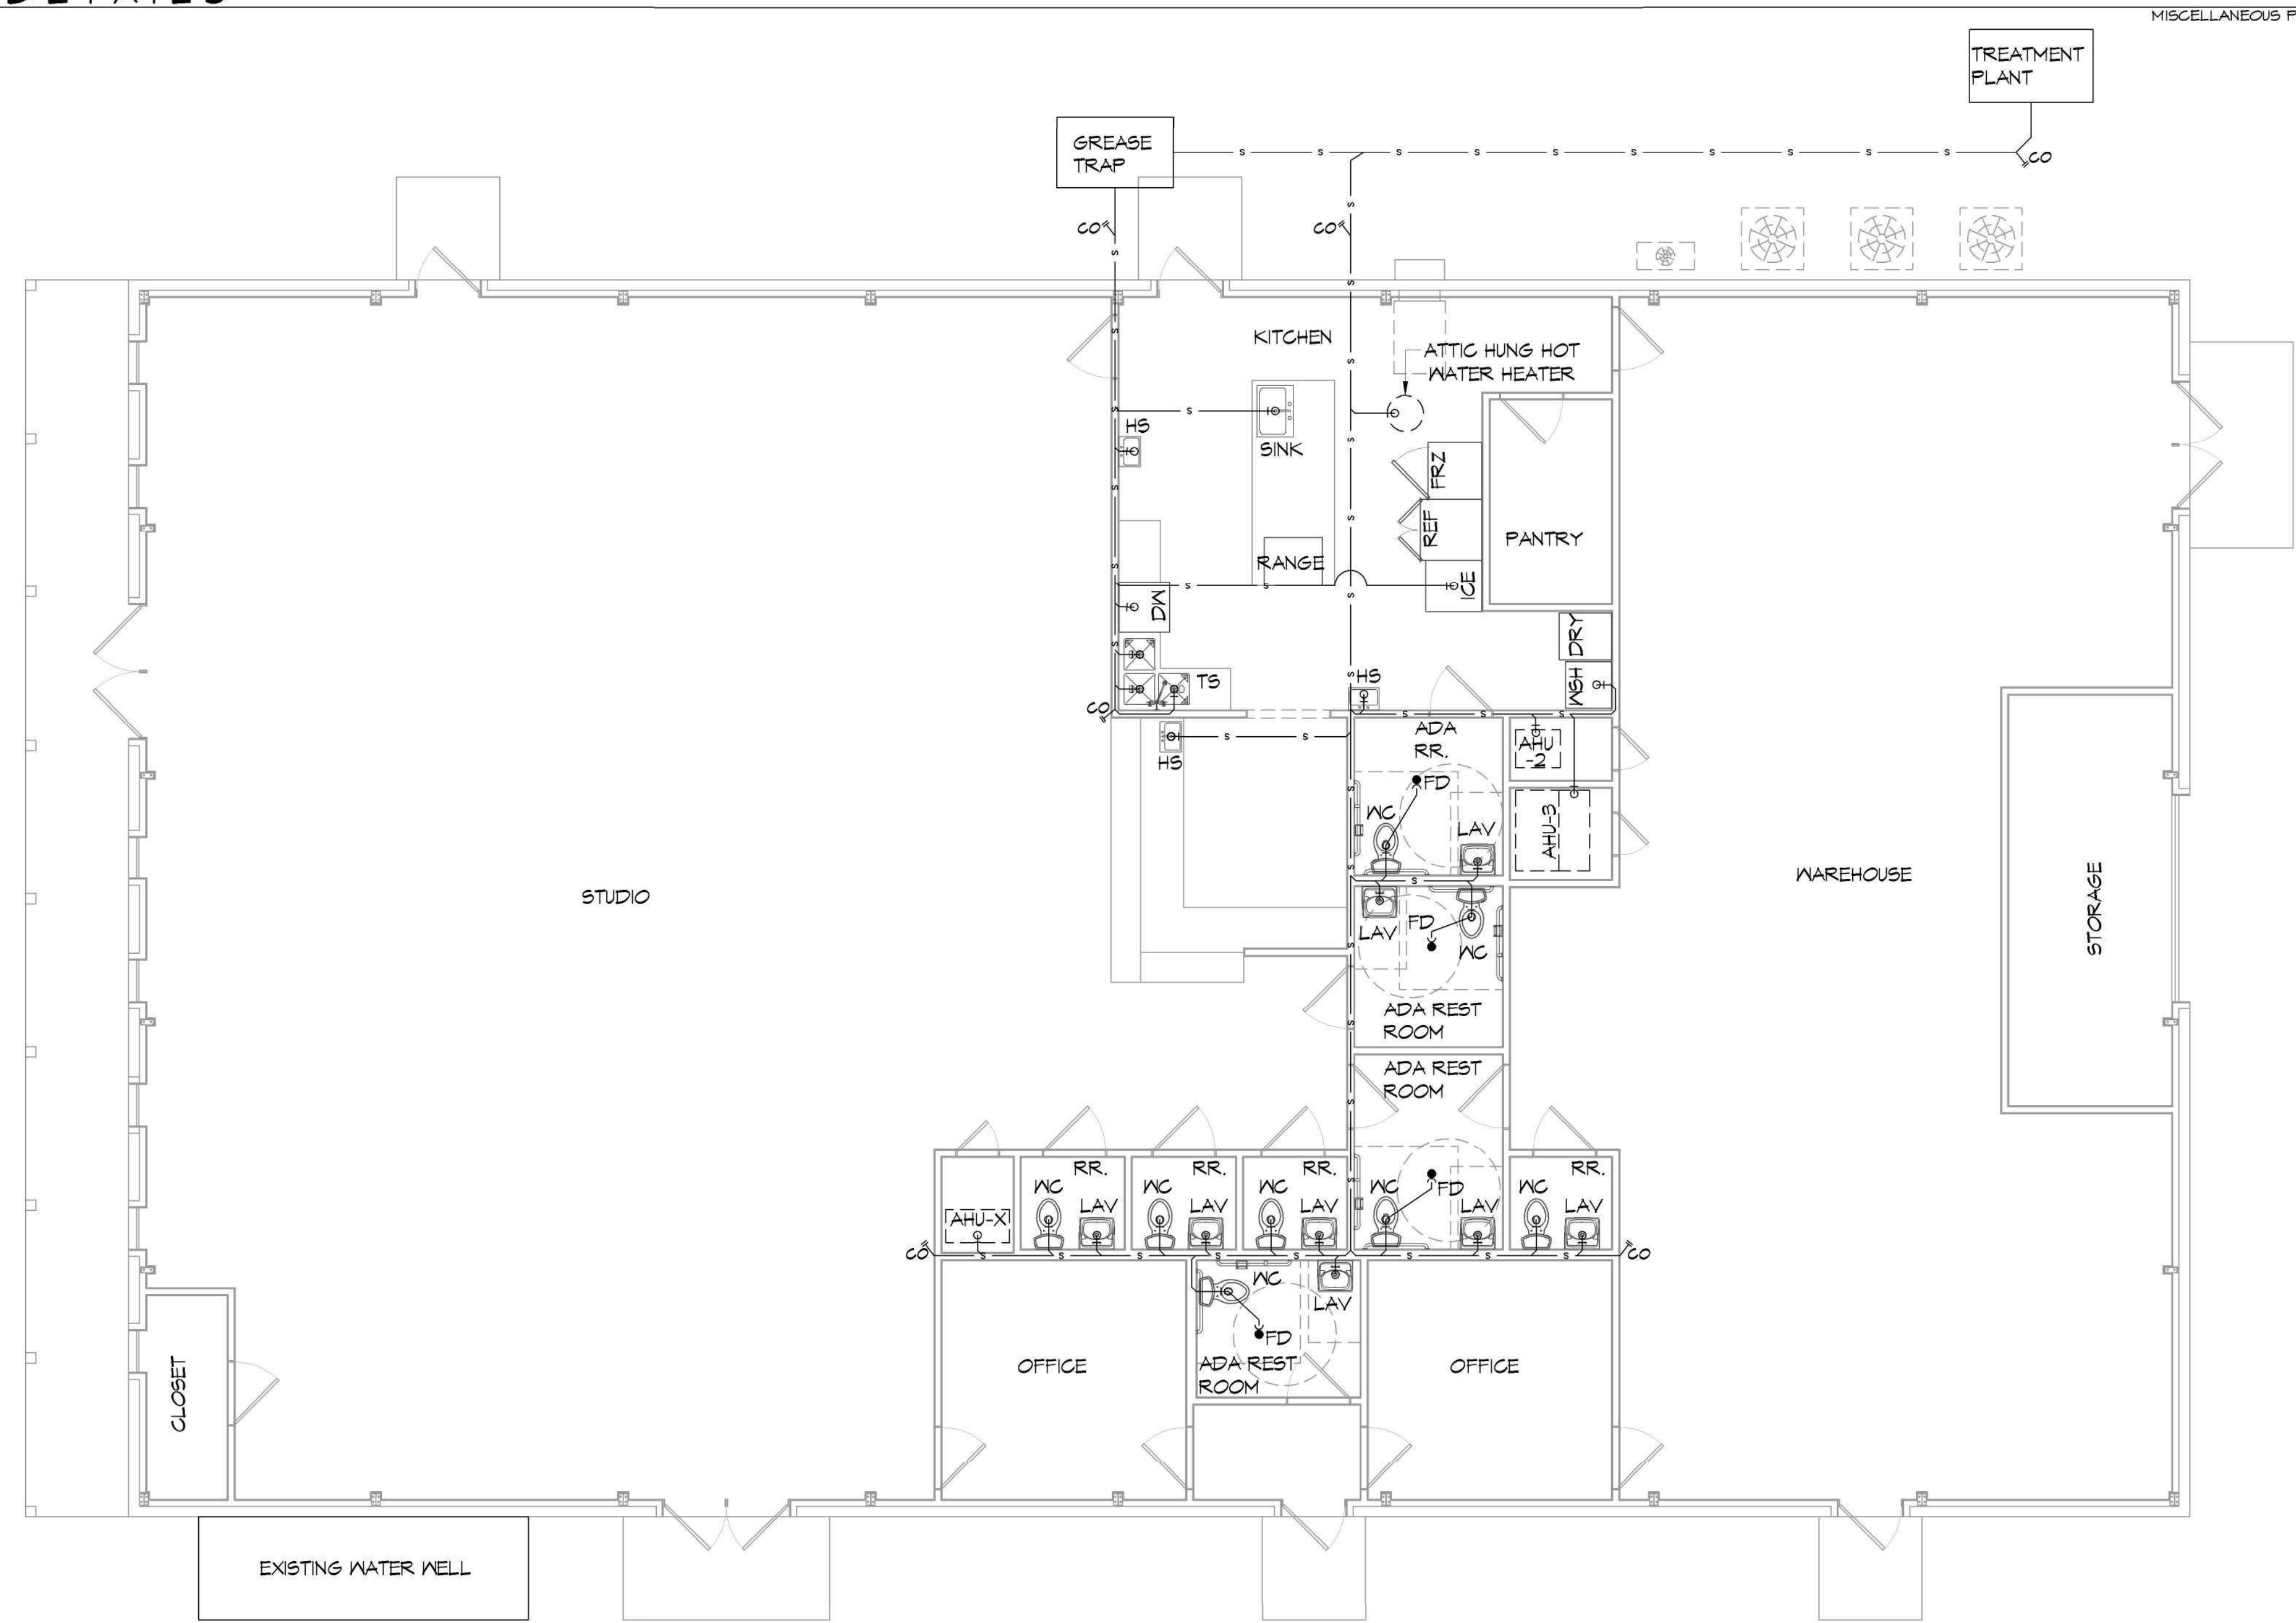 MISCELLANEOUS P
TREATMENT
PLANT
GREASE
TRAP
S S S S S S S S S S
CO
CO
CO
S
S
S
KITCHEN
ATTIC HUNG HOT
WATER HEATER
S
S
S
HS
SINK
S
FRZ
REF
PANTRY
RANGE
ICE
S
S
S
S
DW
DRY
WSH
HS
TS
CO
S
S
S
S
S
HS
ADA
RR.
AHU
-2
FD
WC
LAV
AHU-3
S
STUDIO
WAREHOUSE
STORAGE
LAV
FD
WC
ADA REST
ROOM
ADA REST
ROOM
RR.
RR.
RR.
RR.
WC
LAV
WC
LAV
WC
LAV
WC
FD
LAV
WC
LAV
AHU-X
CO
S S S S S S S S
CO
WC
LAV
FD
ADA REST
ROOM
OFFICE
OFFICE
CLOSET
EXISTING WATER WELL